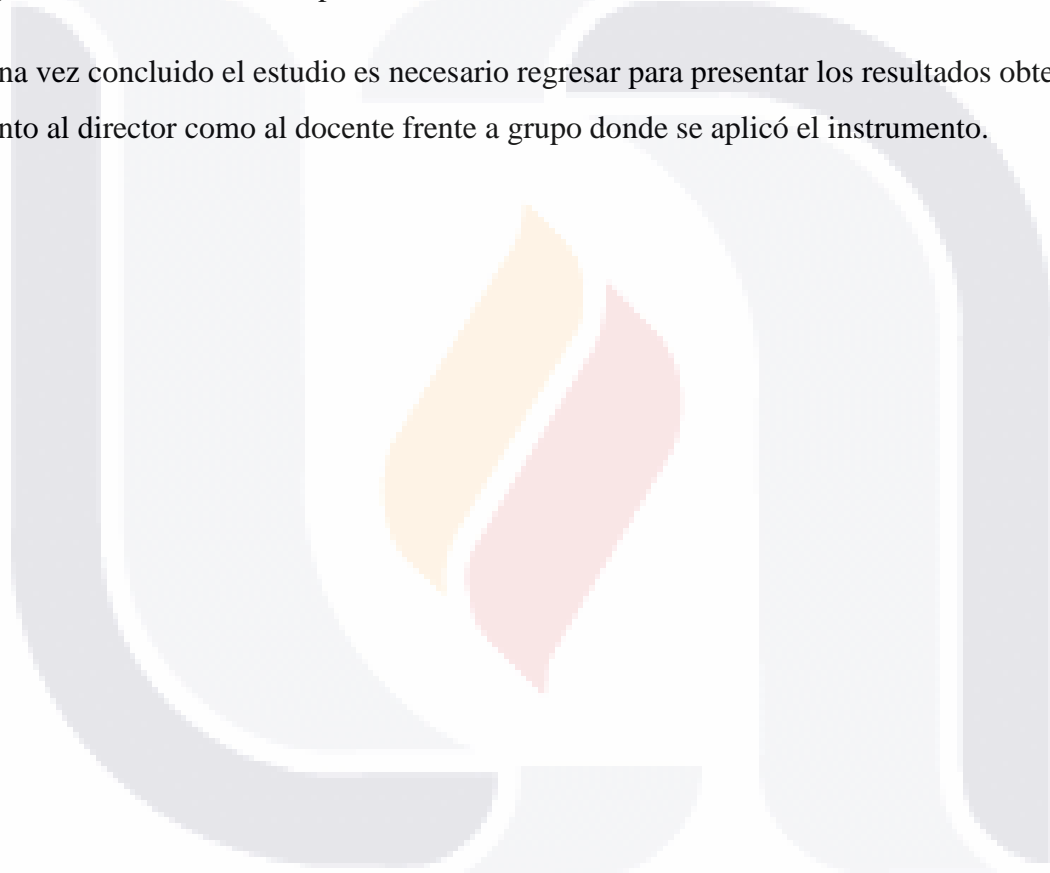 na vez concluido el estudio es necesario regresar para presentar los resultados obte
nto al director como al docente frente a grupo donde se aplicó el instrumento.